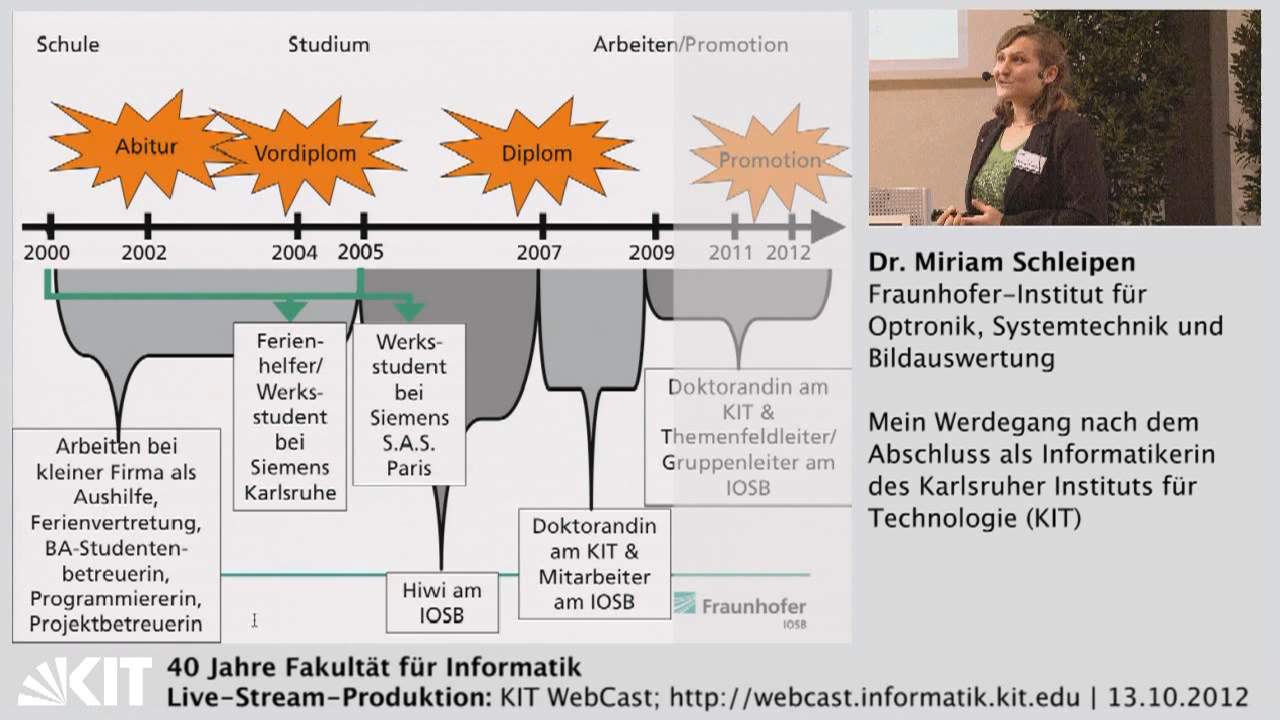 Schule Studium Arbeiten/Promotion
Abitur Vordiplom Diplom Promotion
2000 2002 2004 2005 2007 2009 2011 2012
Arbeiten bei
kleiner Firma als
Aushilfe,
Ferienvertretung,
BA-Studenten-
betreuerin,
Programmiererin,
Projektbetreuerin
Ferien-
helfer/
Werks-
student
bei
Siemens
Karlsruhe
Werks-
student
bei
Siemens
S.A.S.
Paris
Hiwi am
IOSB
Doktorandin
am KIT &
Mitarbeiter
am IOSB
Doktorandin am
KIT &
Themenfeldleiter/
Gruppenleiter am
IOSB
Fraunhofer
IOSB
Dr. Miriam Schleipen
Fraunhofer-Institut für
Optronik, Systemtechnik und
Bildauswertung
Mein Werdegang nach dem
Abschluss als Informatikerin
des Karlsruher Instituts für
Technologie (KIT)
KIT
40 Jahre Fakultät für Informatik
Live-Stream-Produktion: KIT WebCast; http://webcast.informatik.kit.edu | 13.10.2012